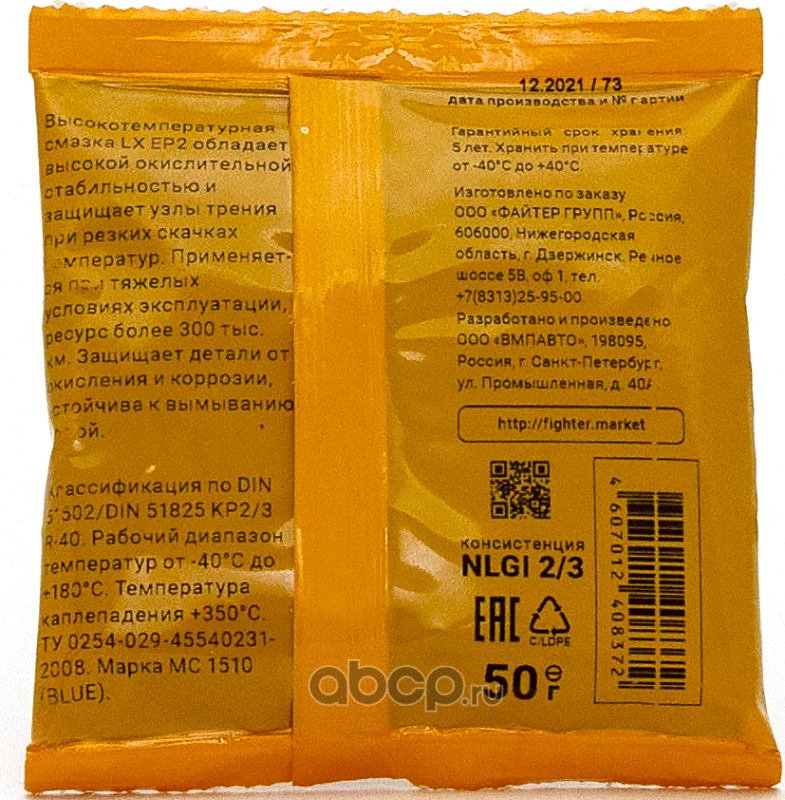 Высокотемпературная
смазка LX EP2 обладает
высокой окислительной
стабильностью и
защищает узлы трения
при резких скачках
температур. Применяет-
ся при тяжелых
условиях эксплуатации,
ресурс более 300 тыс.
км. Защищает детали от
окисления и коррозии,
устойчива к вымыванию
водой.
Классификация по DIN
51502/DIN 51825 KP2/3
R-40. Рабочий диапазон
температур от -40°C до
+180°C. Температура
каплепадения +350°C.
ТУ 0254-029-45540231-
2008. Марка МС 1510
(BLUE).
12.2021 / 73
дата производства и № партии
Гарантийный срок хранения:
5 лет. Хранить при температуре
от -40°C до +40°C.
Изготовлено по заказу
ООО «ФАЙТЕР ГРУПП», Россия,
606000, Нижегородская
область, г. Дзержинск, Речное
шоссе 5В, оф 1, тел.
+7(8313)25-95-00.
Разработано и произведено
ООО «ВМПАВТО», 198095,
Россия, г. Санкт-Петербург,
ул. Промышленная, д. 40А
http://fighter.market
консистенция
NLGI 2/3
ЕАС
C/LDPE
50 г
4 607012 408372
abcp.ru